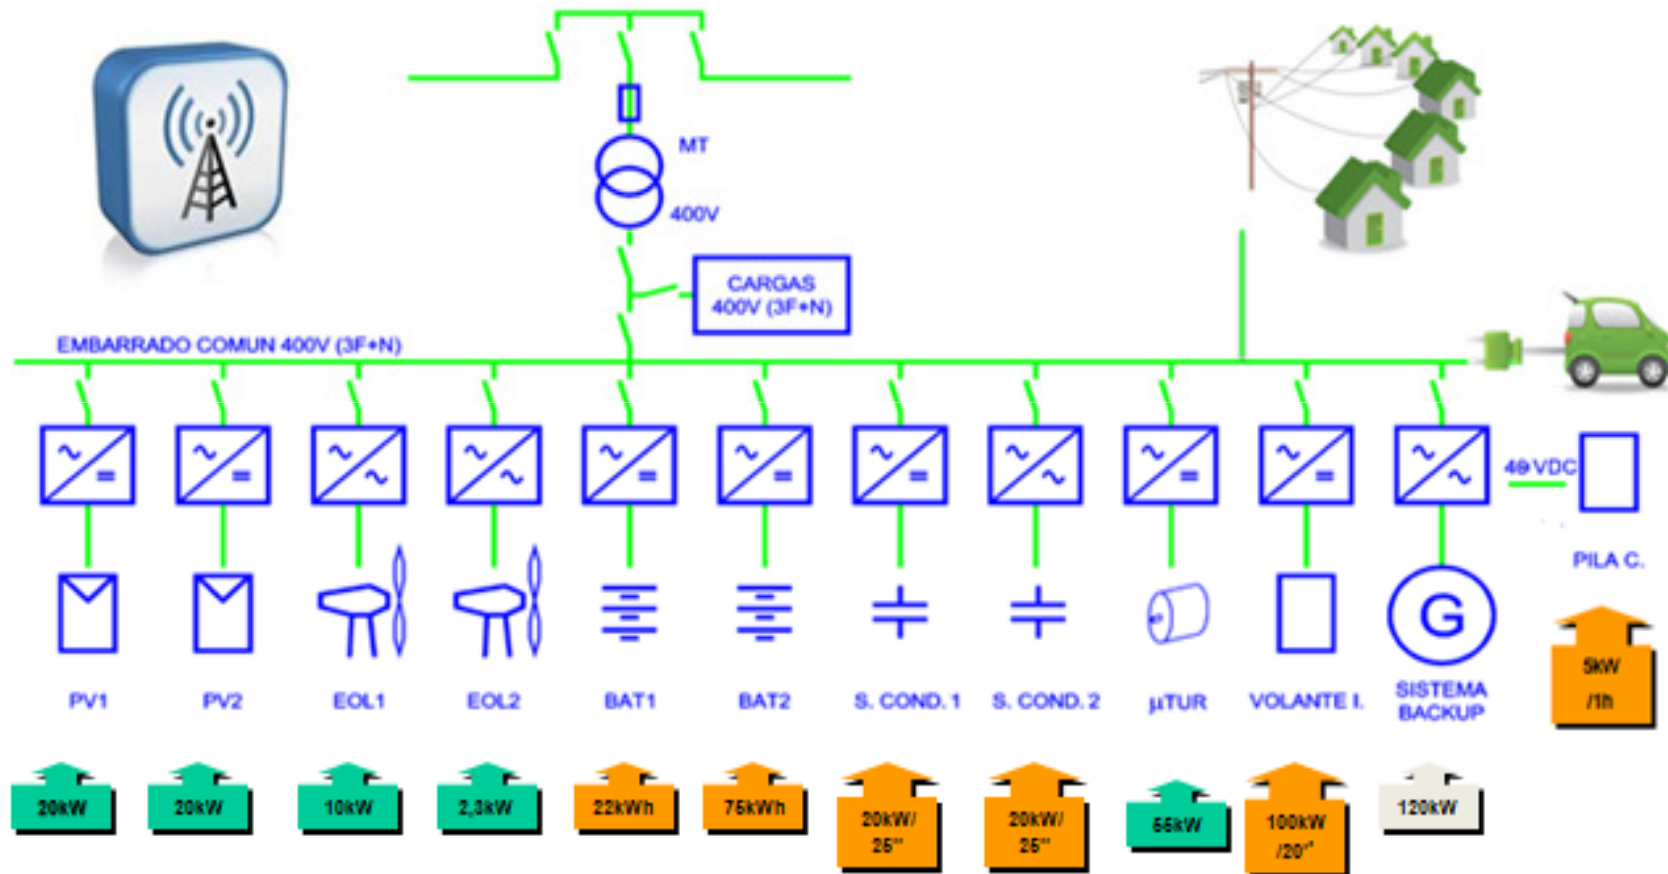 MT
400V
CARGAS
400V (3F+N)
EMBARRADO COMUN 400V (3F+N)
48 VDC
PILA C.
PV1
PV2
EOL1
EOL2
BAT1
BAT2
S. COND. 1
S. COND. 2
µTUR
VOLANTE I.
SISTEMA
BACKUP
G
5kW
/1h
20kW
20kW
10kW
2,3kW
22kWh
75kWh
20kW/
25"
20kW/
25"
55kW
100kW
/20"
120kW